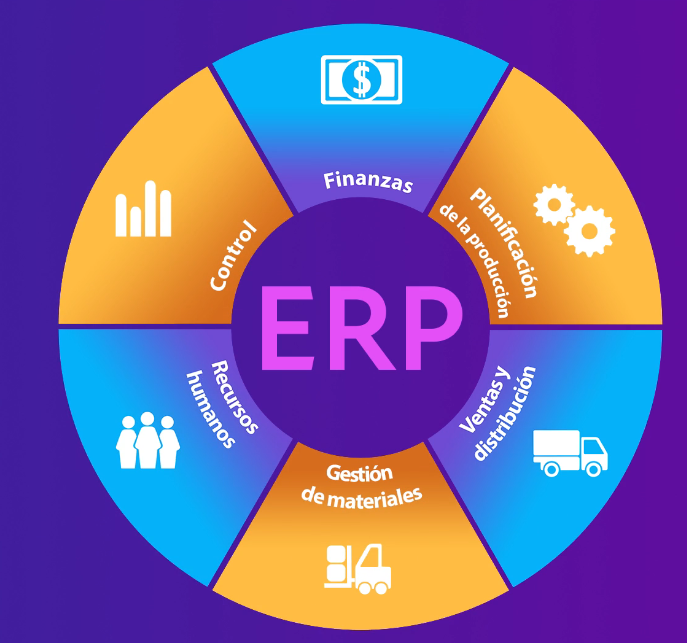 Finanzas
Planificación
de la producción
Ventas y
distribución
Gestión
de materiales
Recursos
humanos
Control
ERP